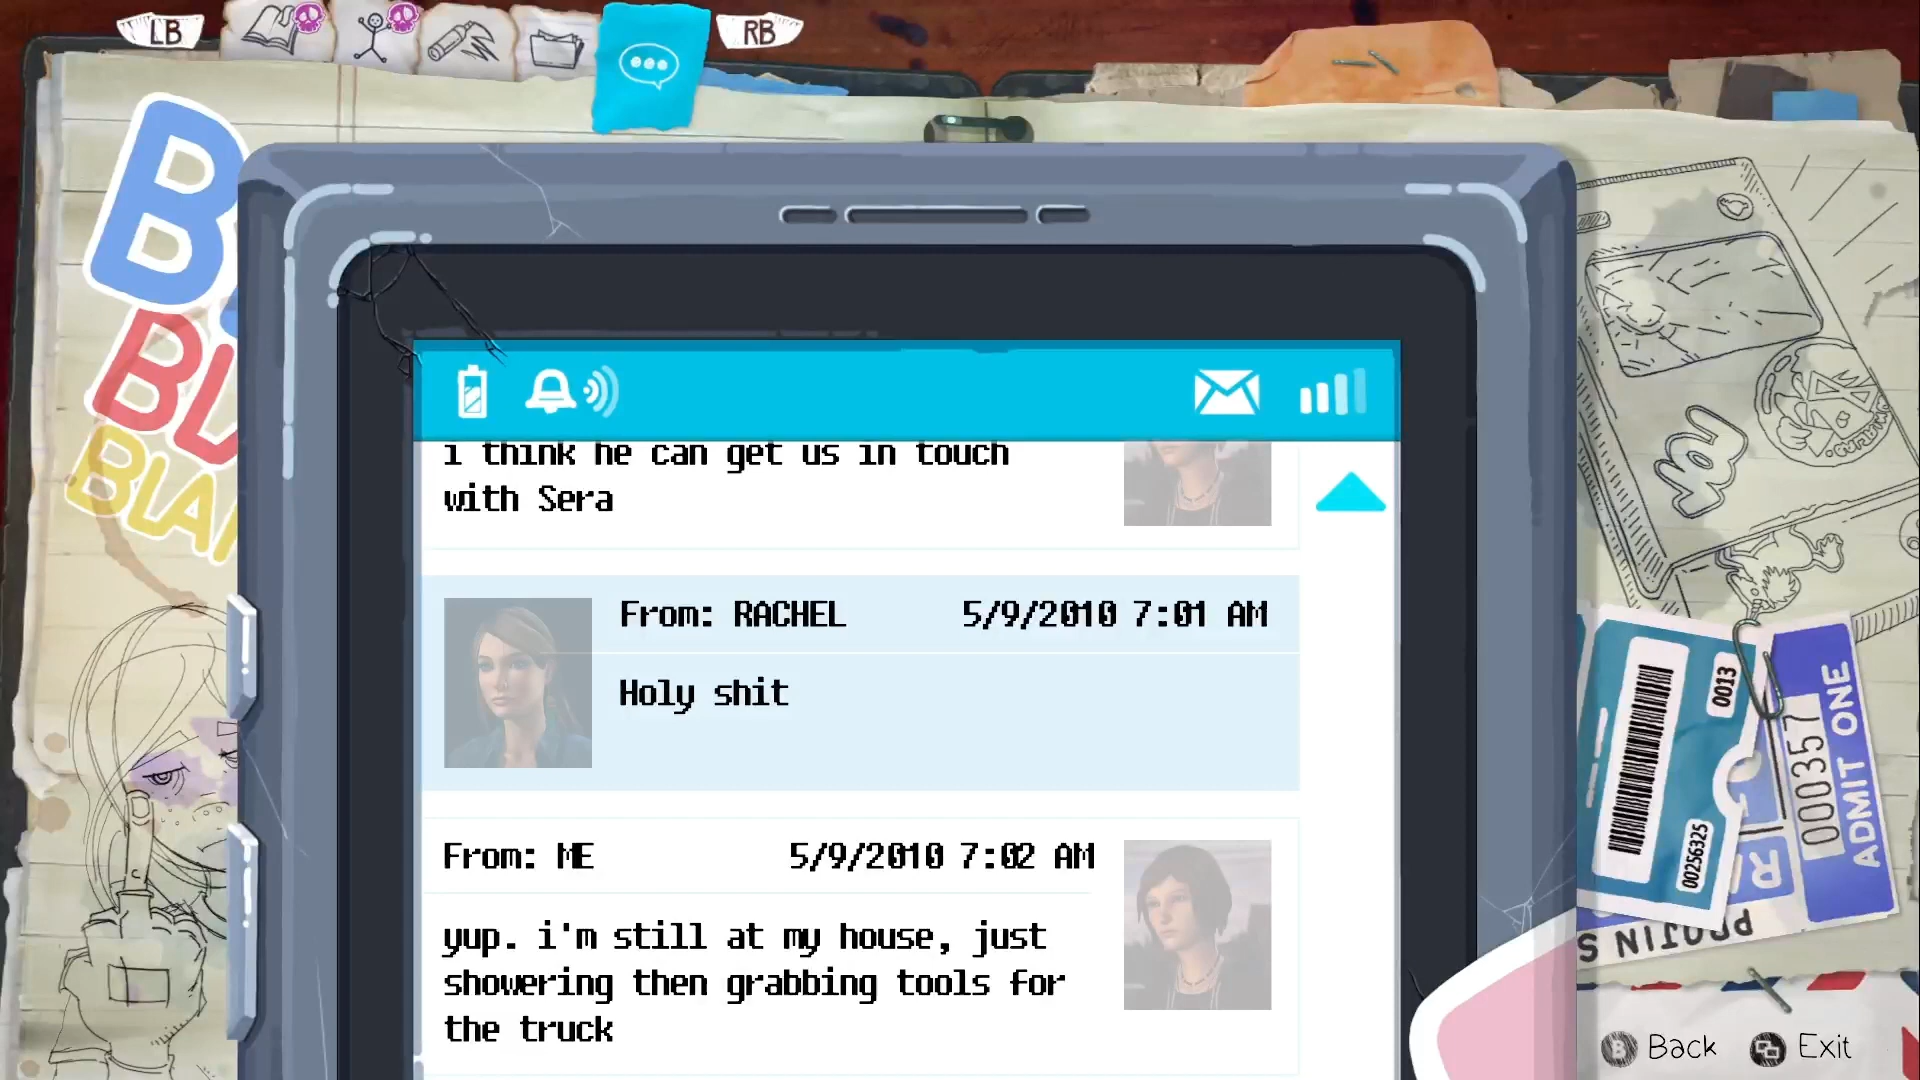 LB
RB
i think he can get us in touch
with Sera
From: RACHEL 5/9/2010 7:01 AM
Holy shit
From: ME 5/9/2010 7:02 AM
yup. i'm still at my house, just
showering then grabbing tools for
the truck
0013
00256325
000357
ADMIT ONE
Back
Exit